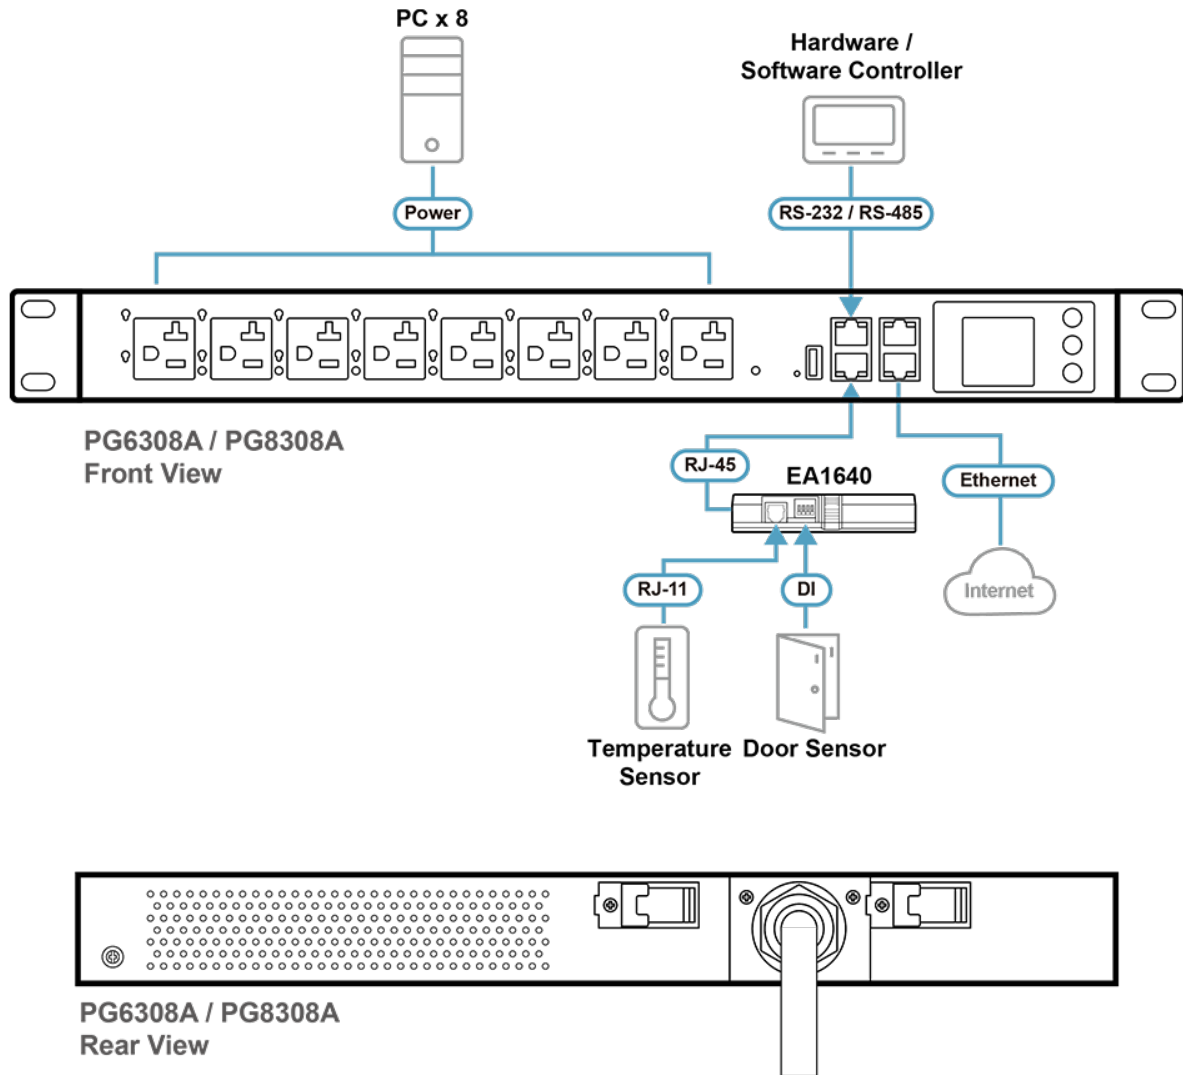 PC x 8
Hardware /
Software Controller
Power
RS-232 / RS-485
PG6308A / PG8308A
Front View
RJ-45
EA1640
Ethernet
RJ-11
DI
Internet
Temperature
Sensor
Door Sensor
PG6308A / PG8308A
Rear View